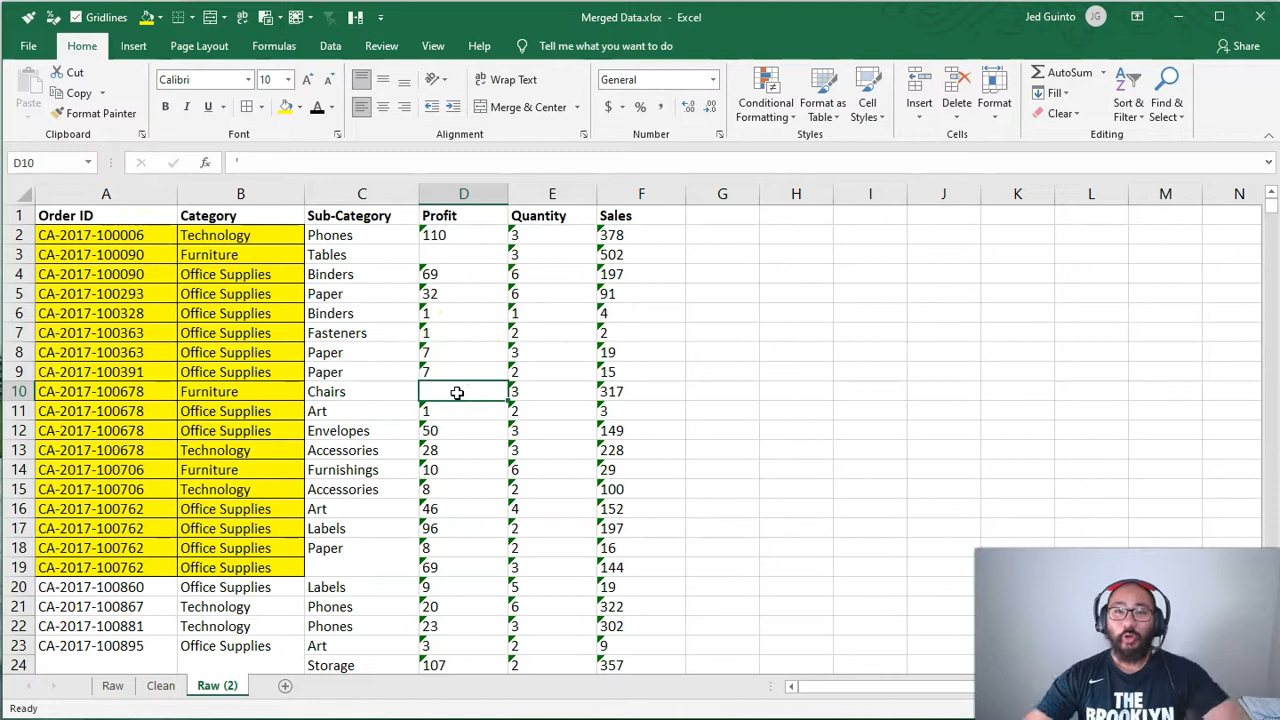 Gridlines
Merged Data.xlsx - Excel
Jed Guinto JG
File Home Insert Page Layout Formulas Data Review View Help Tell me what you want to do Share
Paste
Cut
Copy
Format Painter
Clipboard
Calibri 10
B I U A
Font
Wrap Text
Merge & Center
Alignment
General
$ % ,
Number
Conditional Formatting
Format as Table
Cell Styles
Styles
Insert Delete Format
Cells
AutoSum
Fill
Clear
Sort & Filter
Find & Select
Editing
D10 fx '
A B C D E F G H I J K L M N
1 Order ID Category Sub-Category Profit Quantity Sales
2 CA-2017-100006 Technology Phones 110 3 378
3 CA-2017-100090 Furniture Tables 3 502
4 CA-2017-100090 Office Supplies Binders 69 6 197
5 CA-2017-100293 Office Supplies Paper 32 6 91
6 CA-2017-100328 Office Supplies Binders 1 1 4
7 CA-2017-100363 Office Supplies Fasteners 1 2 2
8 CA-2017-100363 Office Supplies Paper 7 3 19
9 CA-2017-100391 Office Supplies Paper 7 2 15
10 CA-2017-100678 Furniture Chairs 3 317
11 CA-2017-100678 Office Supplies Art 1 2 3
12 CA-2017-100678 Office Supplies Envelopes 50 3 149
13 CA-2017-100678 Technology Accessories 28 3 228
14 CA-2017-100706 Furniture Furnishings 10 6 29
15 CA-2017-100706 Technology Accessories 8 2 100
16 CA-2017-100762 Office Supplies Art 46 4 152
17 CA-2017-100762 Office Supplies Labels 96 2 197
18 CA-2017-100762 Office Supplies Paper 8 2 16
19 CA-2017-100762 Office Supplies 69 3 144
20 CA-2017-100860 Office Supplies Labels 9 5 19
21 CA-2017-100867 Technology Phones 20 6 322
22 CA-2017-100881 Technology Phones 23 3 302
23 CA-2017-100895 Office Supplies Art 3 2 9
24 Storage 107 2 357
Raw Clean Raw (2)
Ready
THE
BROOKLYN